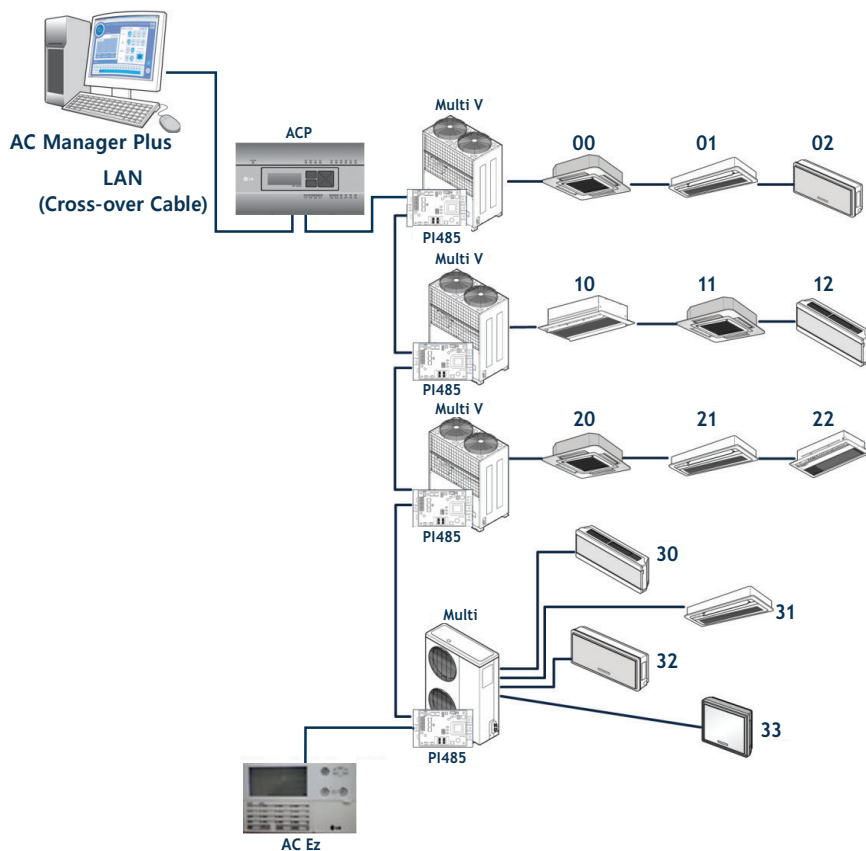 AC Manager Plus
LAN
(Cross-over Cable)
ACP
Multi V
PI485
00
01
02
Multi V
PI485
10
11
12
Multi V
PI485
20
21
22
Multi
PI485
30
31
32
33
AC Ez